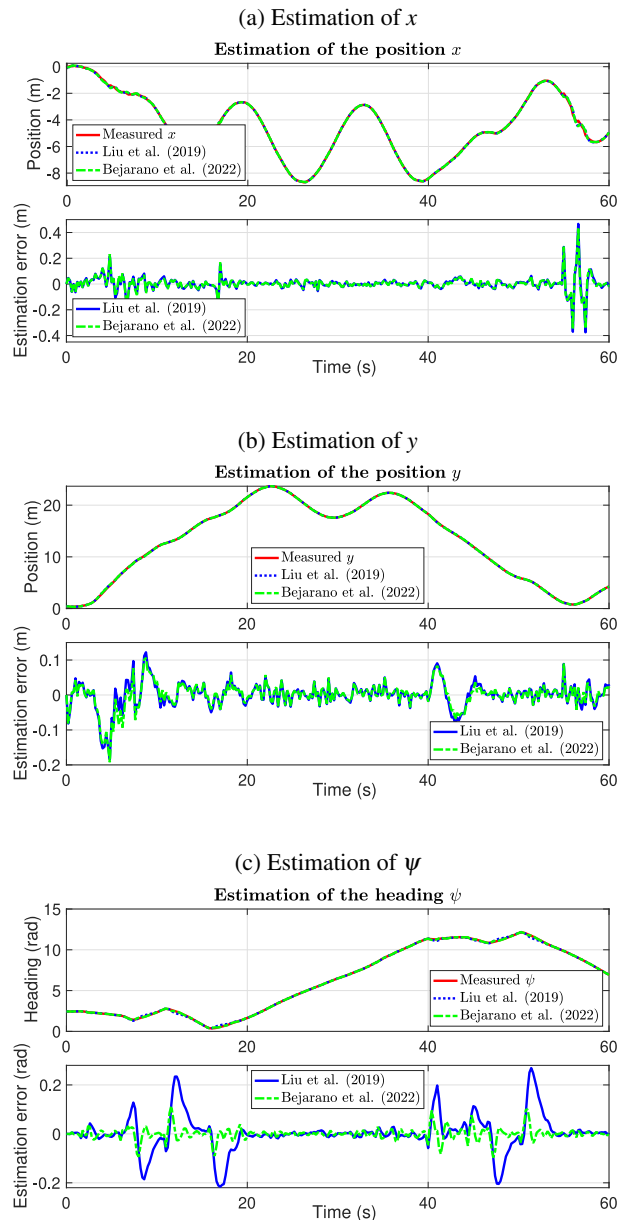 (a) Estimation of x
Estimation of the position x
Position (m)
0
-2
-4
-6
-8
Measured x
Liu et al. (2019)
Bejarano et al. (2022)
0
20
40
60
Estimation error (m)
0.4
0.2
0
-0.2
-0.4
Liu et al. (2019)
Bejarano et al. (2022)
0
20
40
60
Time (s)
(b) Estimation of y
Estimation of the position y
Position (m)
20
10
0
Measured y
Liu et al. (2019)
Bejarano et al. (2022)
0
20
40
60
Estimation error (m)
0.1
0
-0.1
-0.2
Liu et al. (2019)
Bejarano et al. (2022)
0
20
40
60
Time (s)
(c) Estimation of ψ
Estimation of the heading ψ
Heading (rad)
15
10
5
0
Measured ψ
Liu et al. (2019)
Bejarano et al. (2022)
0
20
40
60
Estimation error (rad)
0.2
0
-0.2
Liu et al. (2019)
Bejarano et al. (2022)
0
20
40
60
Time (s)